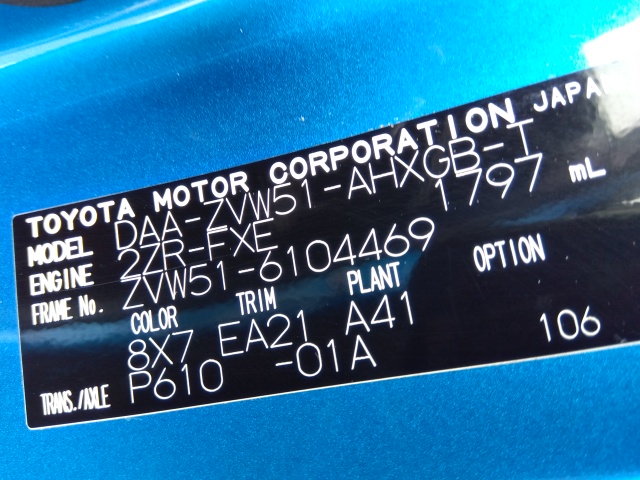 TOYOTA MOTOR CORPORATION JAPAN
MODEL DAA-ZVW51-AHXGB-T
ENGINE 2ZR-FXE 1797 mL
FRAME No. ZVW51-6104469
COLOR TRIM PLANT OPTION
8X7 EA21 A41
TRANS./AXLE P610 -01A 106